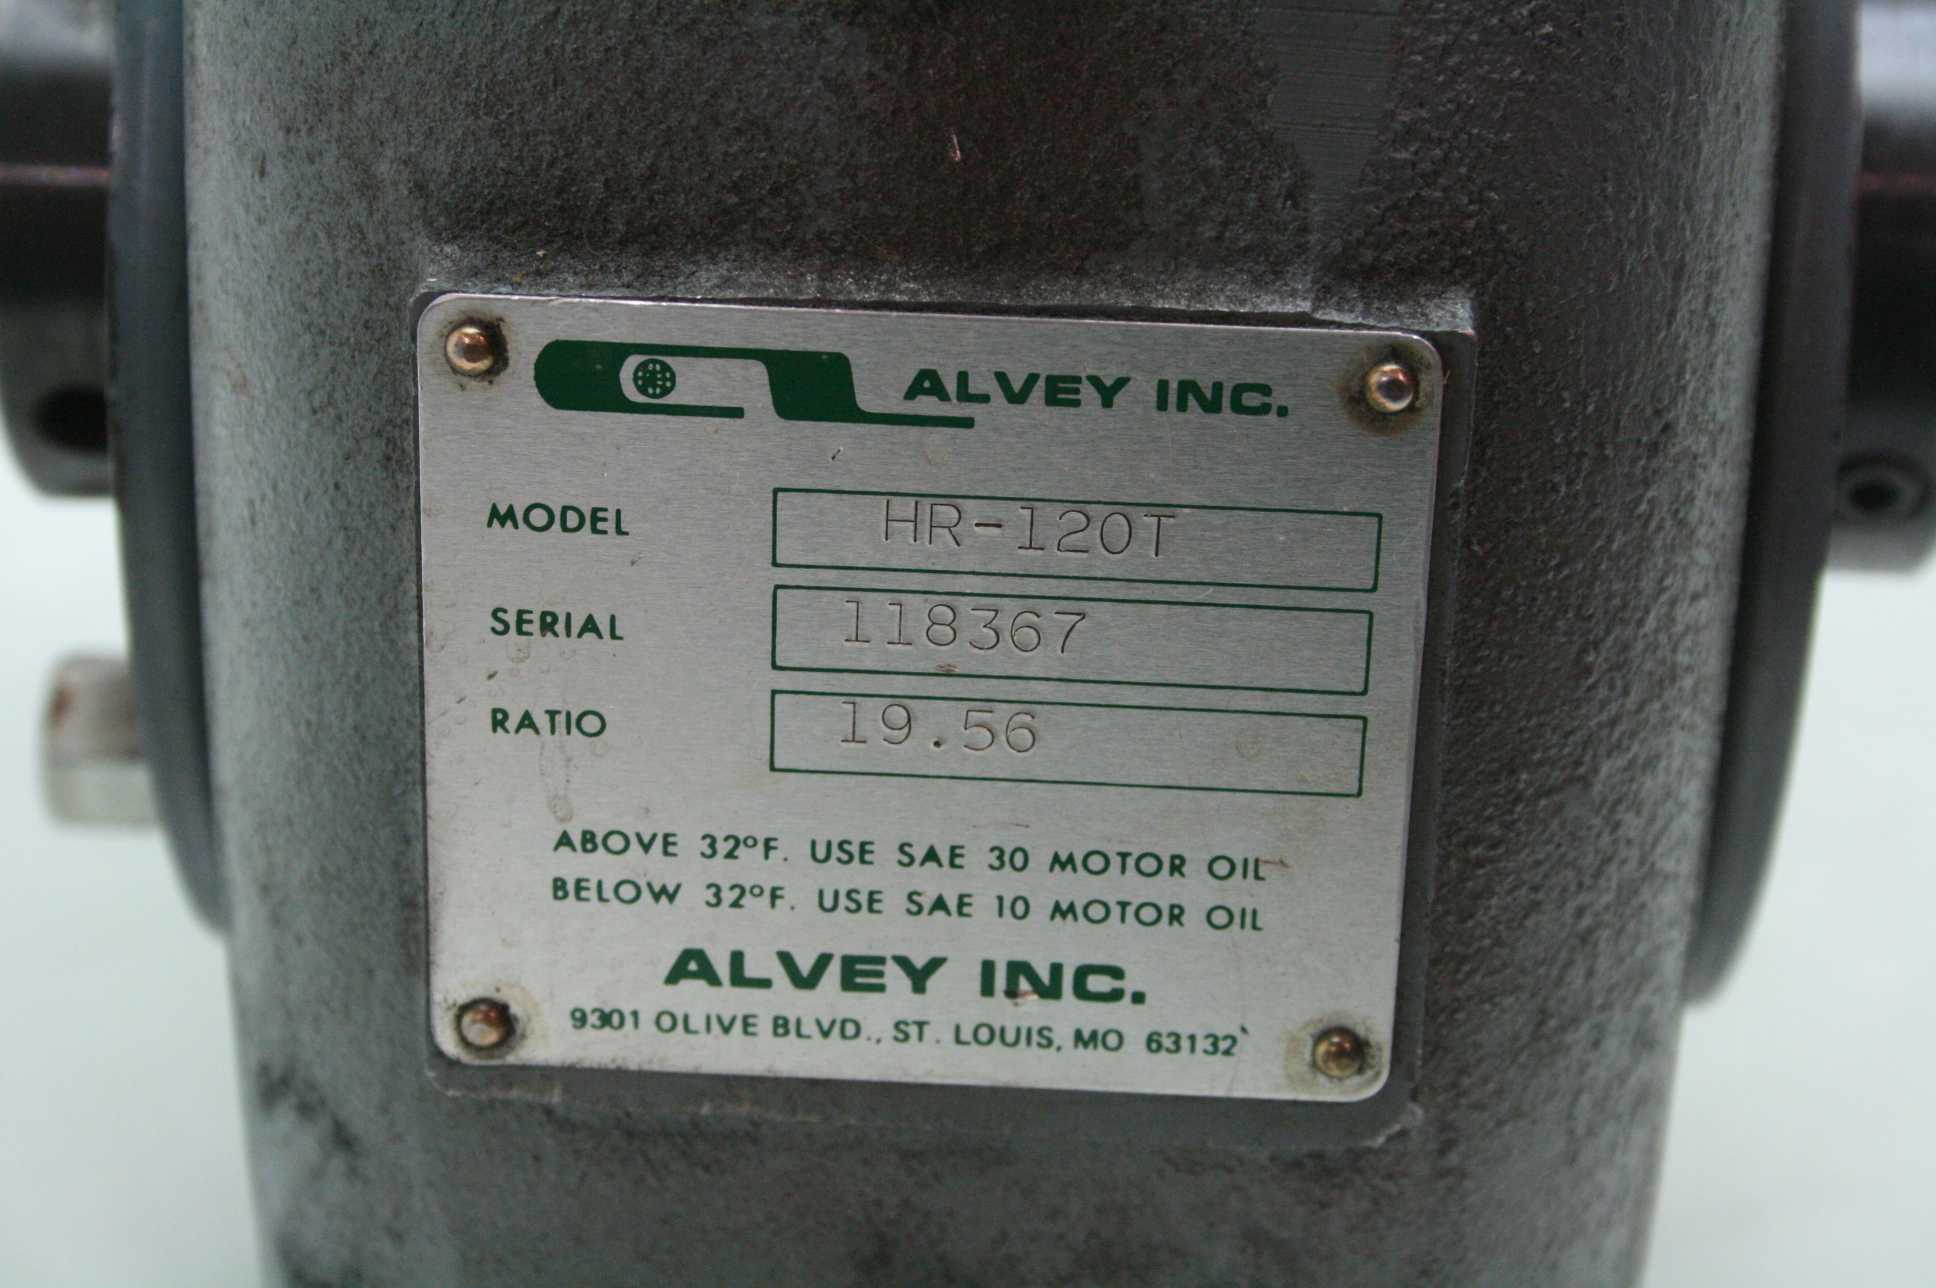 ALVEY INC.
MODEL HR-120T
SERIAL 118367
RATIO 19.56
ABOVE 32°F. USE SAE 30 MOTOR OIL
BELOW 32°F. USE SAE 10 MOTOR OIL
ALVEY INC.
9301 OLIVE BLVD., ST. LOUIS, MO 63132